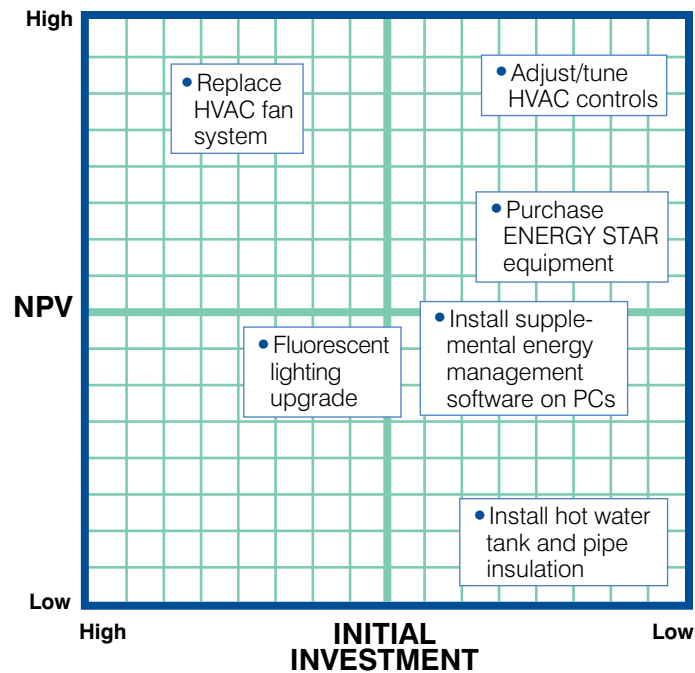 High
• Replace
HVAC fan
system
• Adjust/tune
HVAC controls
• Purchase
ENERGY STAR
equipment
NPV
• Fluorescent
lighting
upgrade
• Install supple-
mental energy
management
software on PCs
• Install hot water
tank and pipe
insulation
Low
High
INITIAL
INVESTMENT
Low